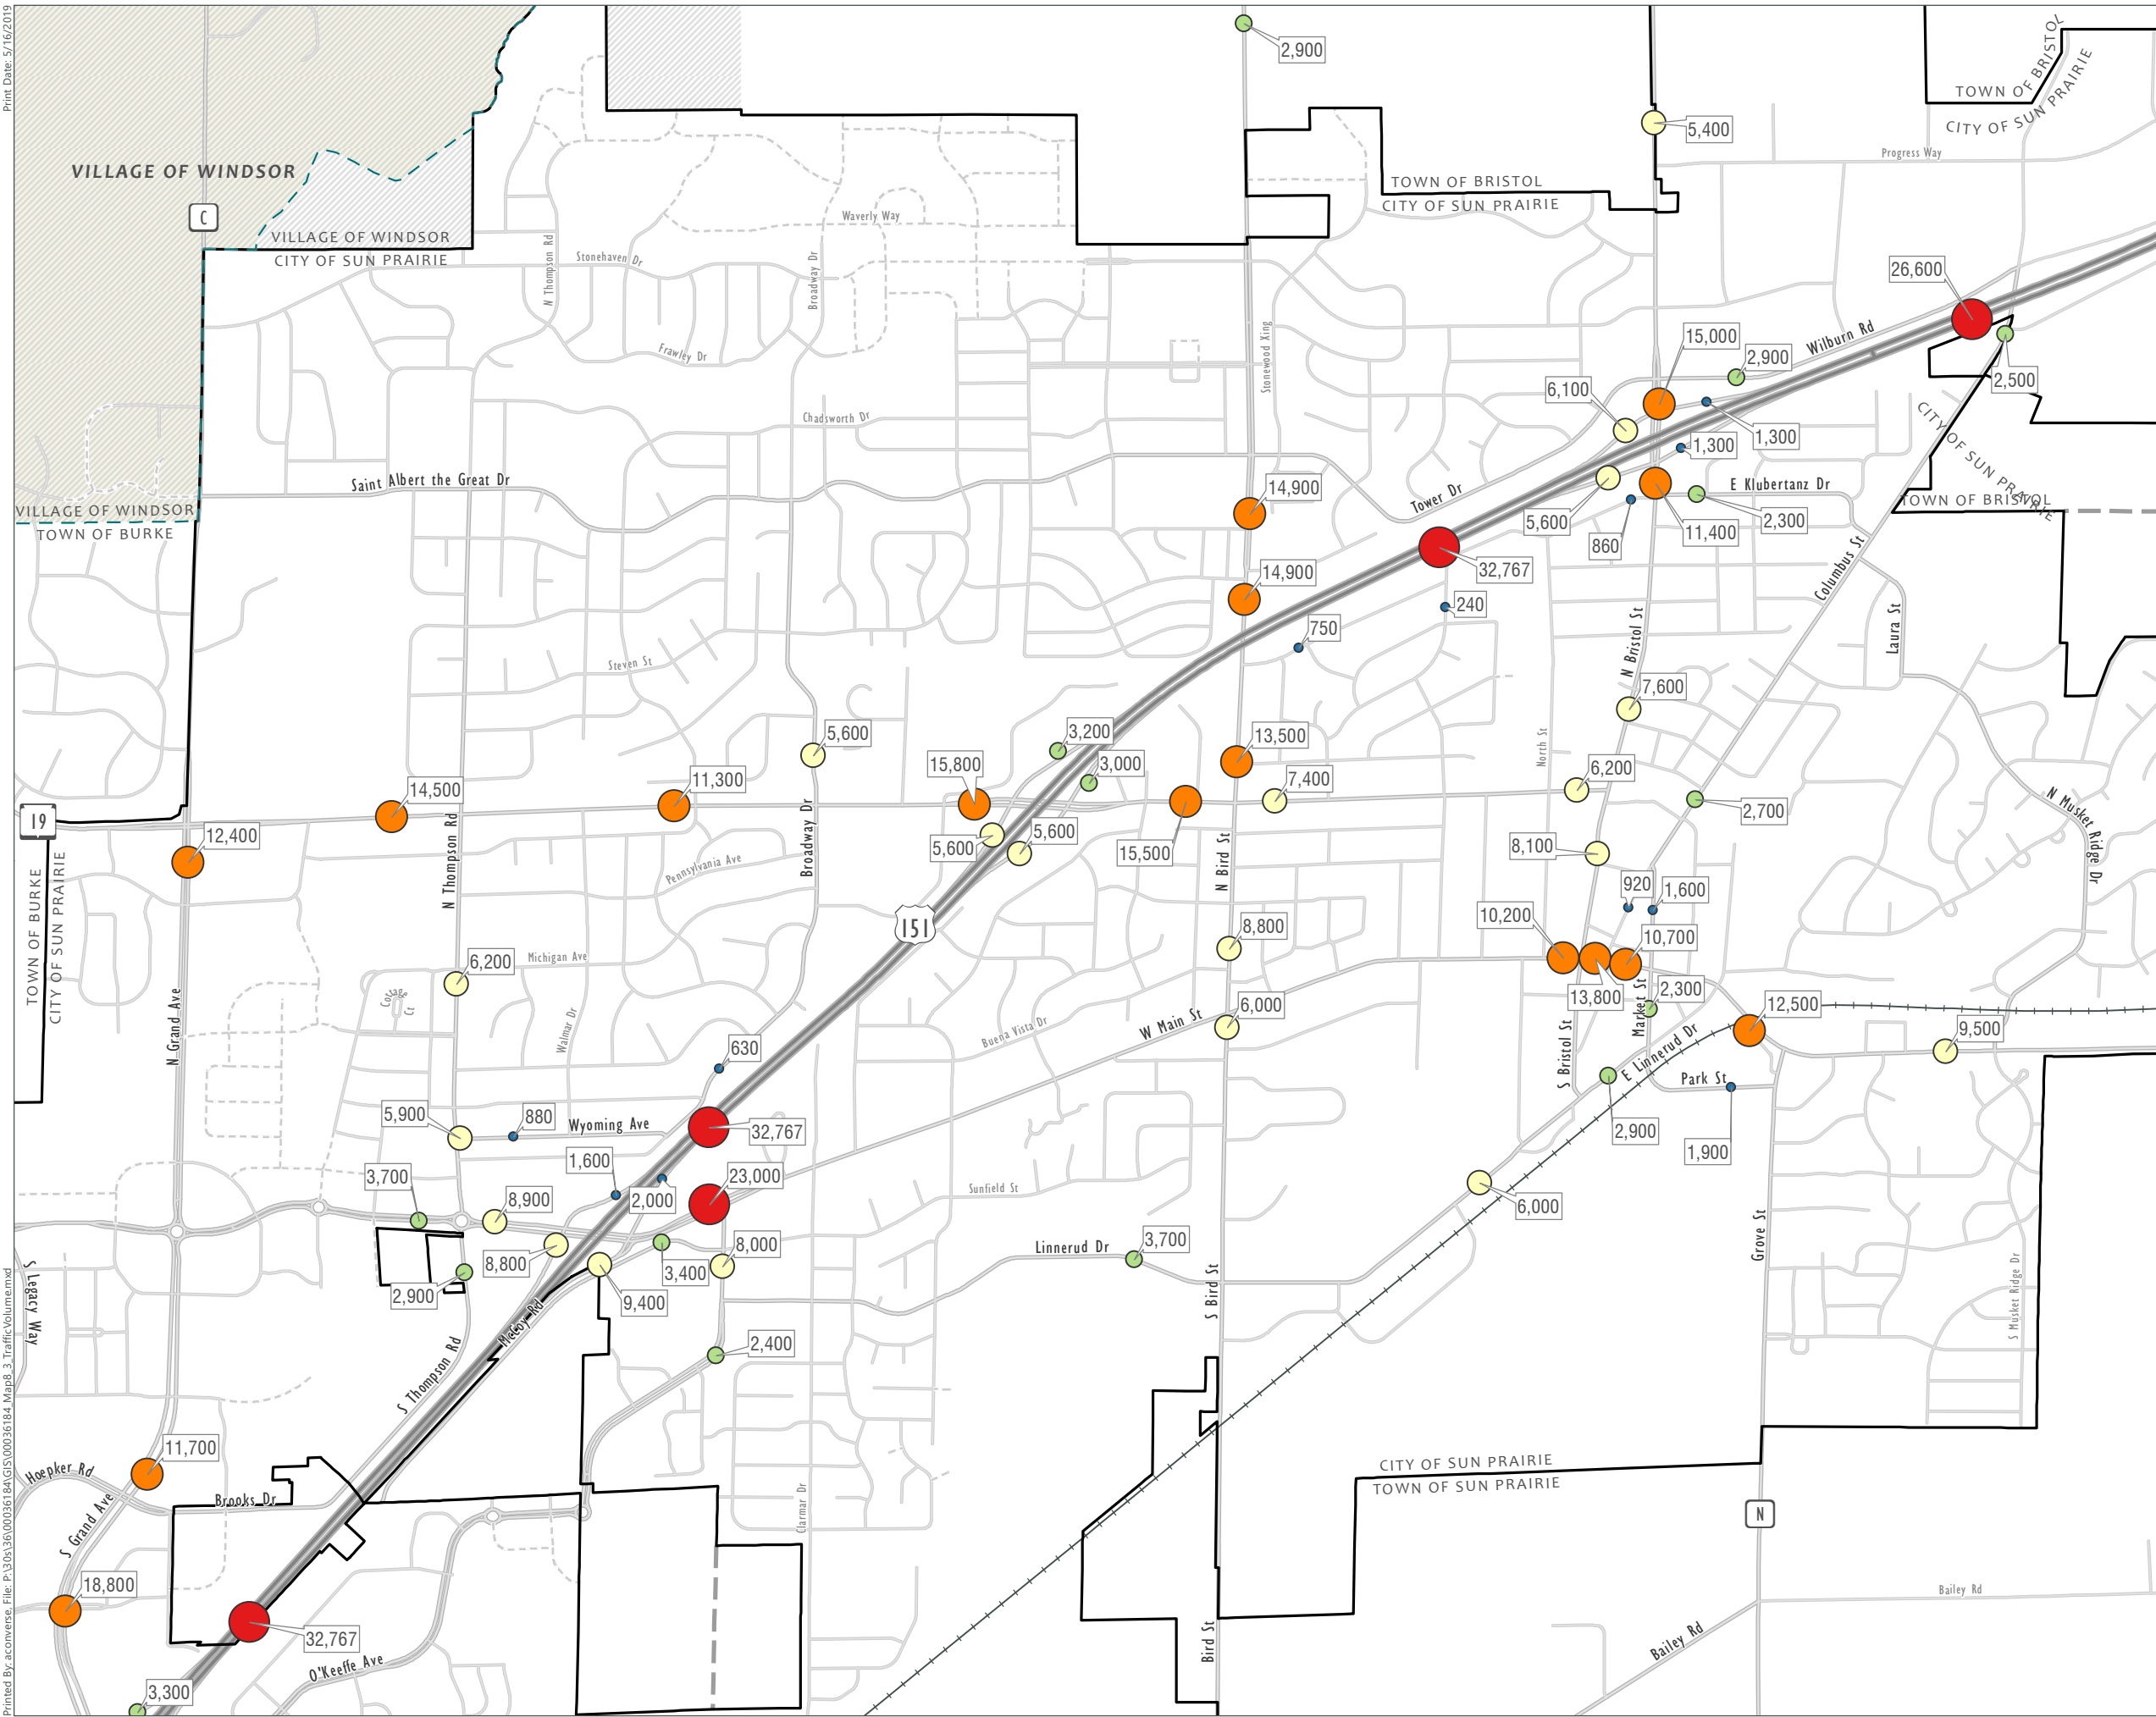 Print Date: 5/16/2019
2,900
TOWN OF BRISTOL
CITY OF SUN PRAIRIE
5,400
Progress Way
VILLAGE OF WINDSOR
C
TOWN OF BRISTOL
CITY OF SUN PRAIRIE
Waverly Way
VILLAGE OF WINDSOR
CITY OF SUN PRAIRIE
N Thompson Rd
Stonehaven Dr
Broadway Dr
26,600
Stonewood Xing
15,000
Wilburn Rd
2,900
Frawley Dr
6,100
2,500
Chadsworth Dr
CITY OF SUN PRAIRIE
1,300
1,300
Saint Albert the Great Dr
14,900
Tower Dr
E Klubertanz Dr
TOWN OF BRISTOL
VILLAGE OF WINDSOR
TOWN OF BURKE
5,600
2,300
11,400
860
32,767
14,900
Columbus St
240
750
Laura St
N Bristol St
Steven St
7,600
5,600
3,200
13,500
North St
15,800
3,000
6,200
14,500
11,300
7,400
N Musket Ridge Dr
2,700
19
12,400
5,600
5,600
15,500
8,100
N Thompson Rd
Broadway Dr
Pennsylvania Ave
N Bird St
TOWN OF BURKE
CITY OF SUN PRAIRIE
920
1,600
151
10,200
8,800
10,700
6,200
Michigan Ave
13,800
2,300
Cottage Ct
N Grand Ave
Walmar Dr
Buena Vista Dr
W Main St
6,000
Market St
12,500
9,500
S Bristol St
E Linnerud Dr
630
Park St
5,900
880
Wyoming Ave
32,767
2,900
1,900
1,600
3,700
23,000
8,900
2,000
Sunfield St
6,000
8,000
Linnerud Dr
3,700
Grove St
8,800
3,400
S Legacy Way
2,900
9,400
S Bird St
S Musket Ridge Dr
McCoy Rd
2,400
S Thompson Rd
11,700
Hoepker Rd
CITY OF SUN PRAIRIE
TOWN OF SUN PRAIRIE
Brooks Dr
Clarmar Dr
S Grand Ave
N
18,800
Bailey Rd
32,767
Bird St
Bailey Rd
O'Keeffe Ave
3,300
Printed By: aconverse, File: P:\30s\36\00036184\GIS\00036184_Map8_3_TrafficVolume.mxd